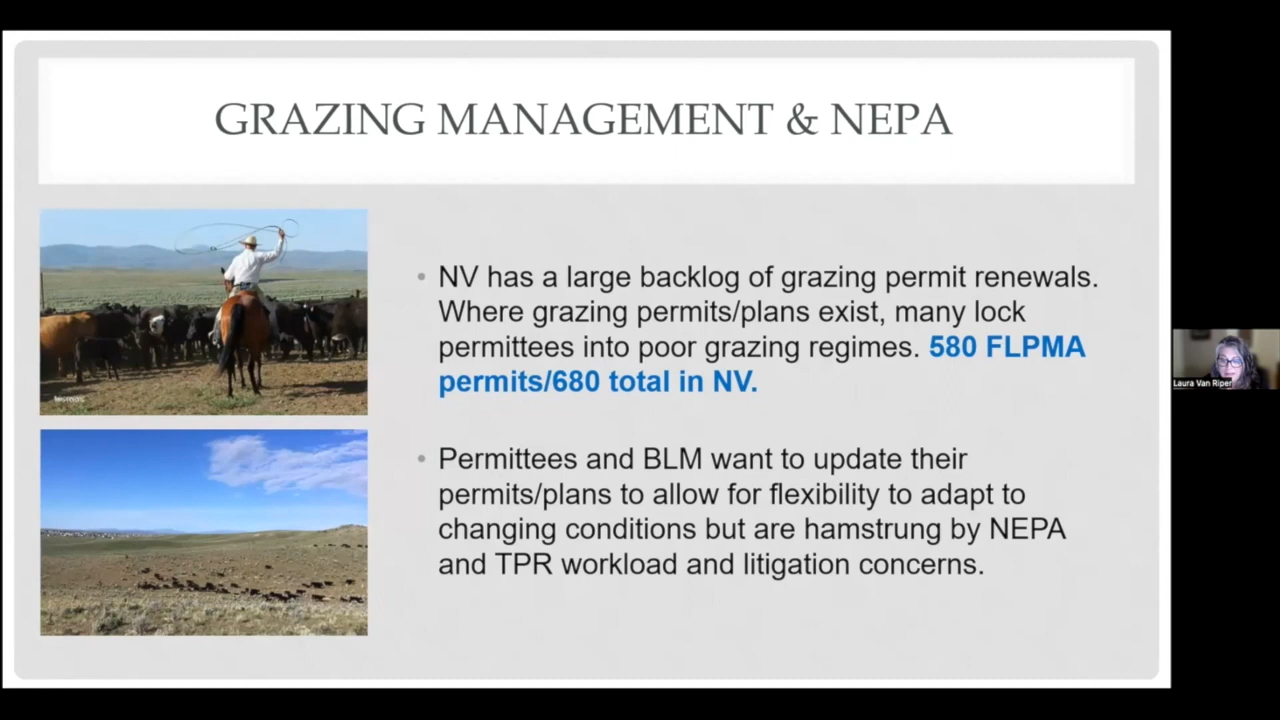 GRAZING MANAGEMENT & NEPA
• NV has a large backlog of grazing permit renewals.
Where grazing permits/plans exist, many lock
permittees into poor grazing regimes. 580 FLPMA
permits/680 total in NV.
• Permittees and BLM want to update their
permits/plans to allow for flexibility to adapt to
changing conditions but are hamstrung by NEPA
and TPR workload and litigation concerns.
Laura Van Riper